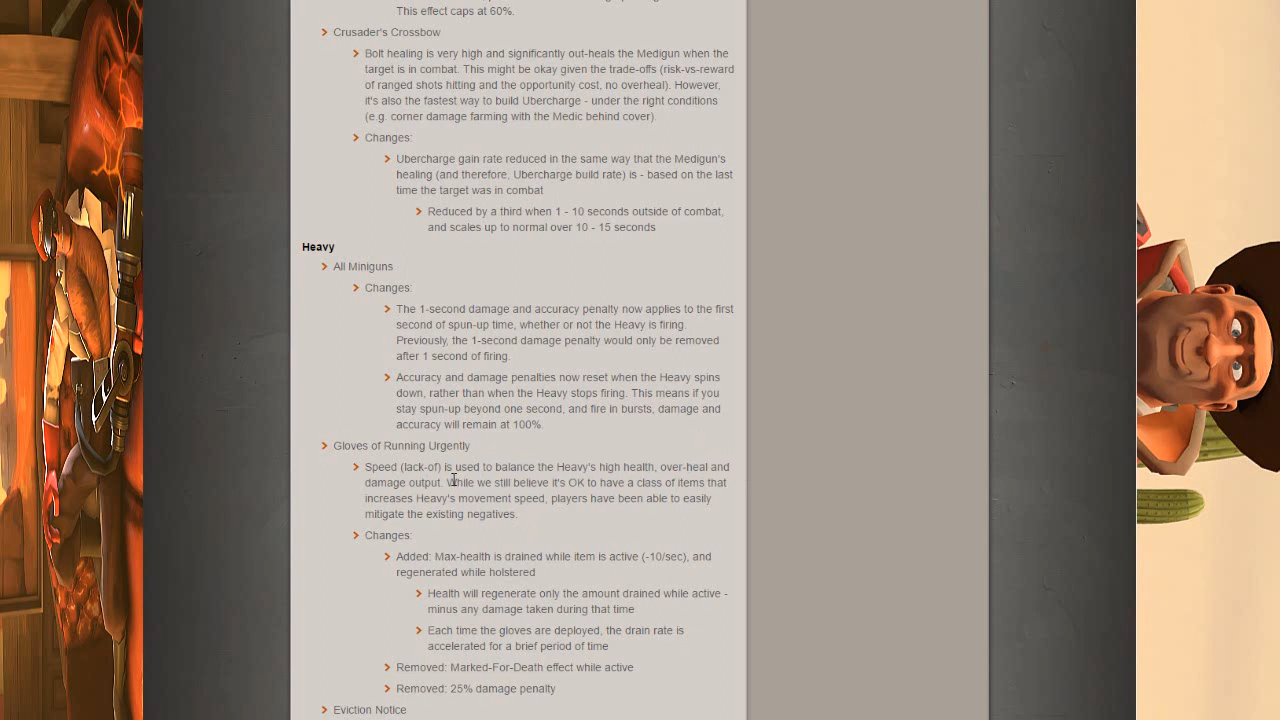 This effect caps at 60%.
Crusader's Crossbow
Bolt healing is very high and significantly out-heals the Medigun when the
target is in combat. This might be okay given the trade-offs (risk-vs-reward
of ranged shots hitting and the opportunity cost, no overheal). However,
it's also the fastest way to build Ubercharge - under the right conditions
(e.g. corner damage farming with the Medic behind cover).
Changes:
Ubercharge gain rate reduced in the same way that the Medigun's
healing (and therefore, Ubercharge build rate) is - based on the last
time the target was in combat
Reduced by a third when 1 - 10 seconds outside of combat,
and scales up to normal over 10 - 15 seconds
Heavy
All Miniguns
Changes:
The 1-second damage and accuracy penalty now applies to the first
second of spun-up time, whether or not the Heavy is firing.
Previously, the 1-second damage penalty would only be removed
after 1 second of firing.
Accuracy and damage penalties now reset when the Heavy spins
down, rather than when the Heavy stops firing. This means if you
stay spun-up beyond one second, and fire in bursts, damage and
accuracy will remain at 100%.
Gloves of Running Urgently
Speed (lack-of) is used to balance the Heavy's high health, over-heal and
damage output. While we still believe it's OK to have a class of items that
increases Heavy's movement speed, players have been able to easily
mitigate the existing negatives.
Changes:
Added: Max-health is drained while item is active (-10/sec), and
regenerated while holstered
Health will regenerate only the amount drained while active -
minus any damage taken during that time
Each time the gloves are deployed, the drain rate is
accelerated for a brief period of time
Removed: Marked-For-Death effect while active
Removed: 25% damage penalty
Eviction Notice